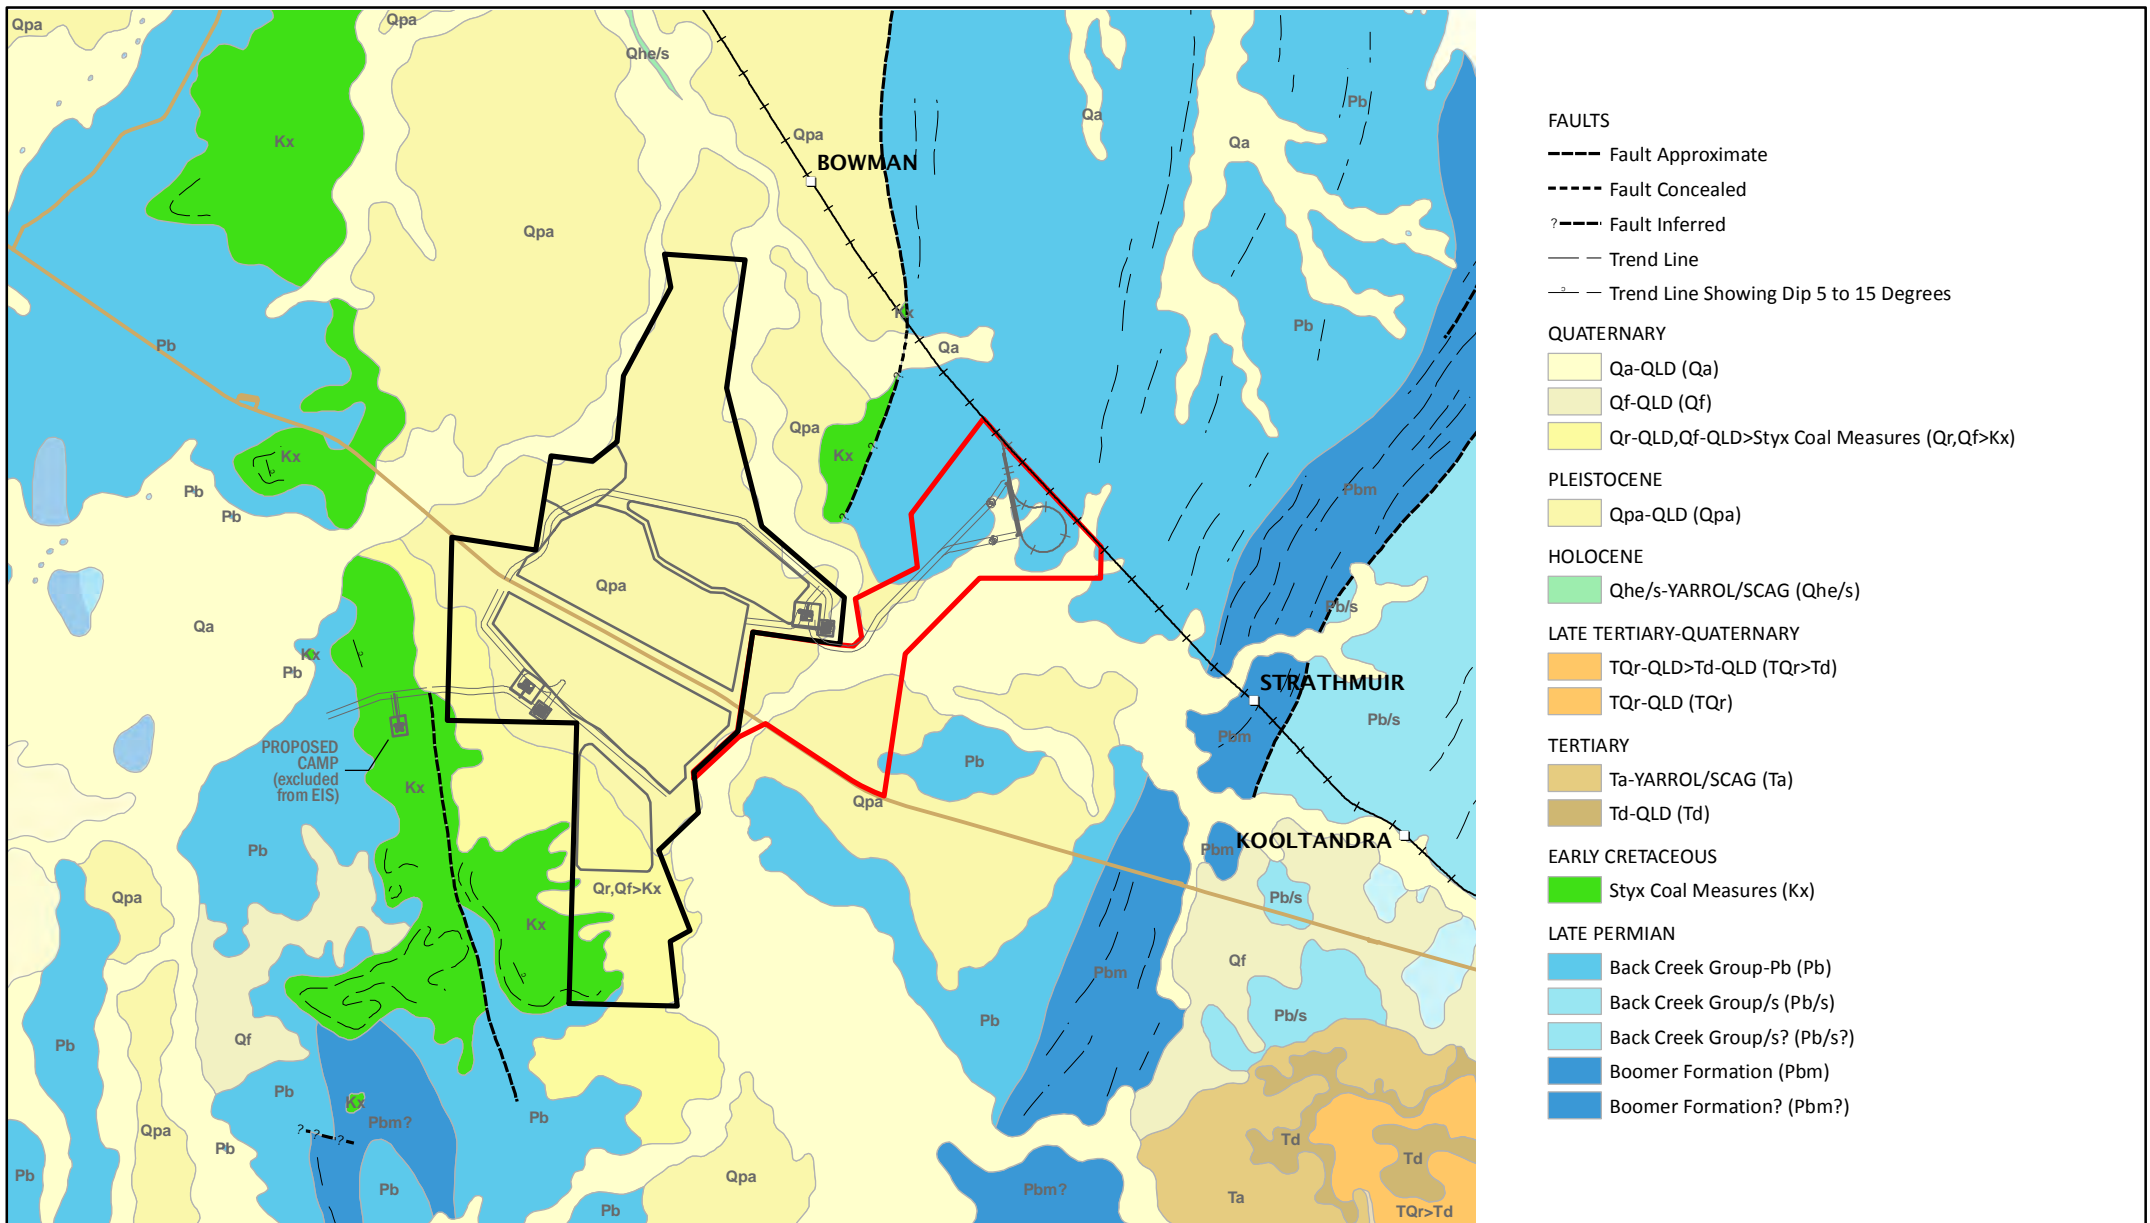 Qpa
Qpa
Qhe/s
Kx
Qpa
BOWMAN
Qa
Qa
Pb
Qpa
Pb
Kx
Qa
Pb
Qpa
Kx
Kx
Pb
Pb
Pbm
Qpa
Qa
Kx
Pb
Pb/s
STRATHMUIR
Pb/s
Pbm
PROPOSED
CAMP
(excluded
from EIS)
Kx
Pb
Qpa
KOOLTANDRA
Pbm
Pb
Qpa
Qr,Qf>Kx
Pb/s
Kx
Qf
Pbm
Pb/s
Pb
Qf
Pb
Pb
Kx
Pbm?
Pb
Qpa
Pb
? ? ?
Td
Td
Pb
Pb
Qpa
Pbm?
Ta
Pb
TQr>Td
FAULTS
Fault Approximate
Fault Concealed
? Fault Inferred
Trend Line
Trend Line Showing Dip 5 to 15 Degrees
QUATERNARY
Qa-QLD (Qa)
Qf-QLD (Qf)
Qr-QLD,Qf-QLD>Styx Coal Measures (Qr,Qf>Kx)
PLEISTOCENE
Qpa-QLD (Qpa)
HOLOCENE
Qhe/s-YARROL/SCAG (Qhe/s)
LATE TERTIARY-QUATERNARY
TQr-QLD>Td-QLD (TQr>Td)
TQr-QLD (TQr)
TERTIARY
Ta-YARROL/SCAG (Ta)
Td-QLD (Td)
EARLY CRETACEOUS
Styx Coal Measures (Kx)
LATE PERMIAN
Back Creek Group-Pb (Pb)
Back Creek Group/s (Pb/s)
Back Creek Group/s? (Pb/s?)
Boomer Formation (Pbm)
Boomer Formation? (Pbm?)